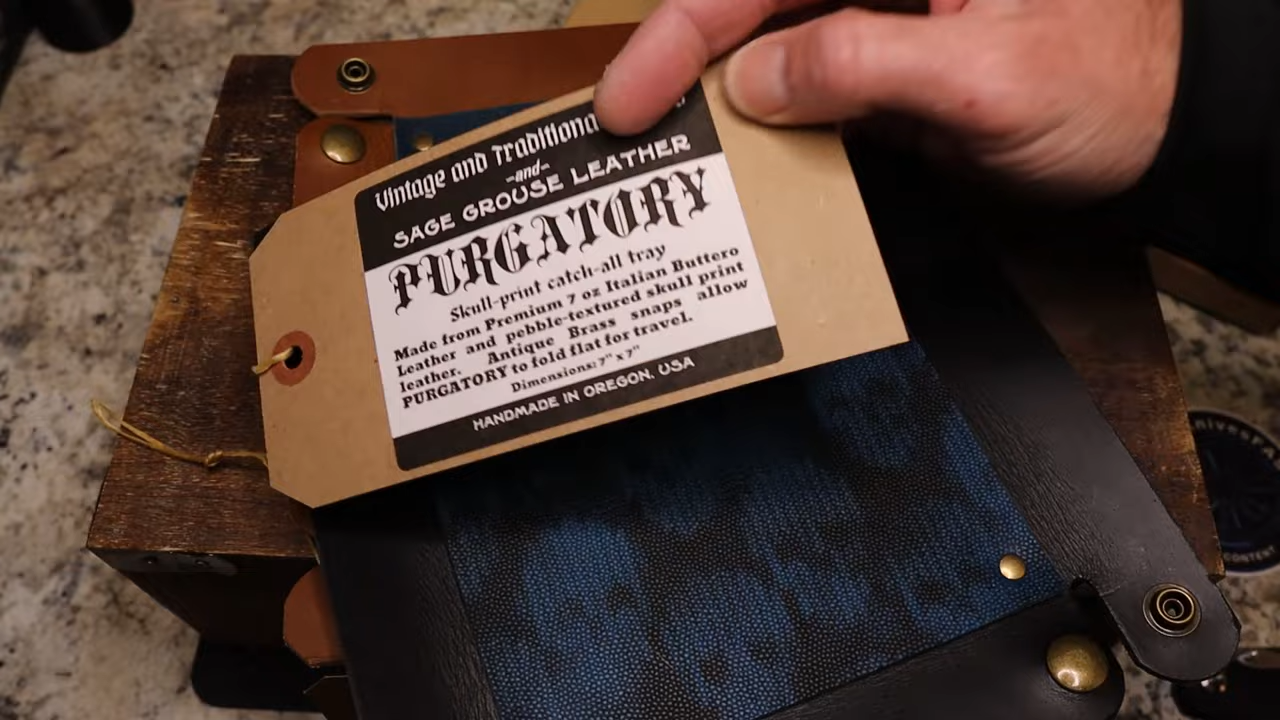 Vintage and Traditional
-and-
SAGE GROUSE LEATHER
PURGATORY
Skull-print catch-all tray
Made from Premium 7 oz Italian Buttero
Leather and pebble-textured skull print
leather. Antique Brass snaps allow
PURGATORY to fold flat for travel.
Dimensions: 7" x 7"
HANDMADE IN OREGON, USA
CONTENT